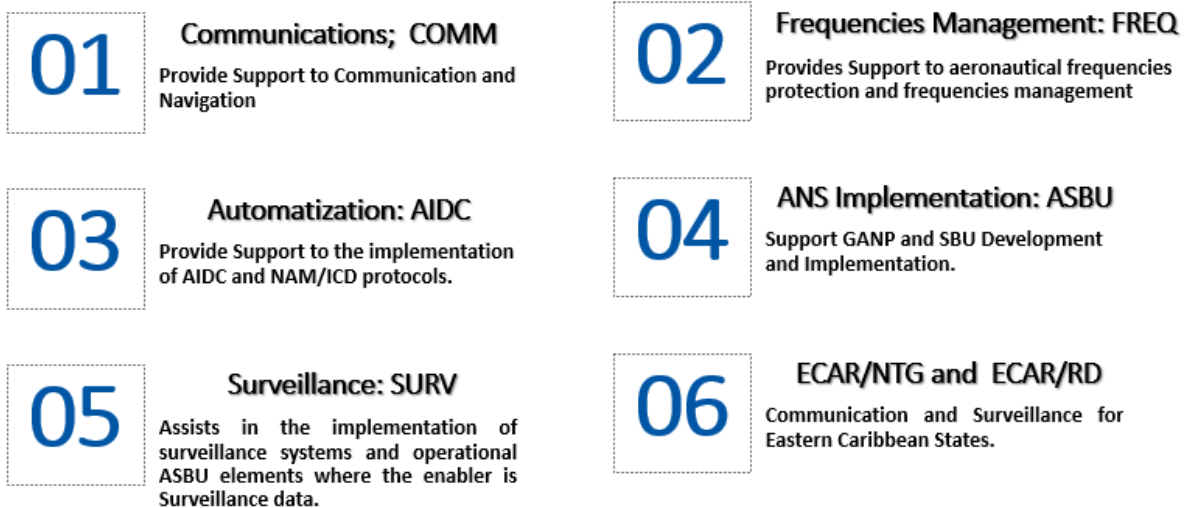 01
Communications; COMM
Provide Support to Communication and
Navigation
02
Frequencies Management: FREQ
Provides Support to aeronautical frequencies
protection and frequencies management
03
Automatization: AIDC
Provide Support to the implementation
of AIDC and NAM/ICD protocols.
04
ANS Implementation: ASBU
Support GANP and SBU Development
and Implementation.
05
Surveillance: SURV
Assists in the implementation of
surveillance systems and operational
ASBU elements where the enabler is
Surveillance data.
06
ECAR/NTG and ECAR/RD
Communication and Surveillance for
Eastern Caribbean States.